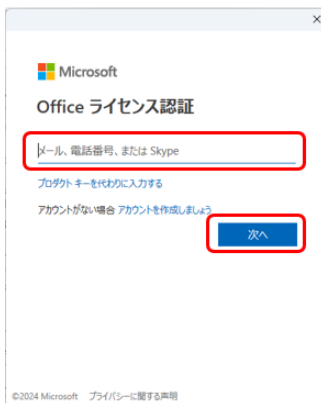 ×
Microsoft
Office ライセンス認証
メール、電話番号、または Skype
プロダクト キーを代わりに入力する
アカウントがない場合 アカウントを作成しましょう
次へ
©2024 Microsoft プライバシーに関する声明